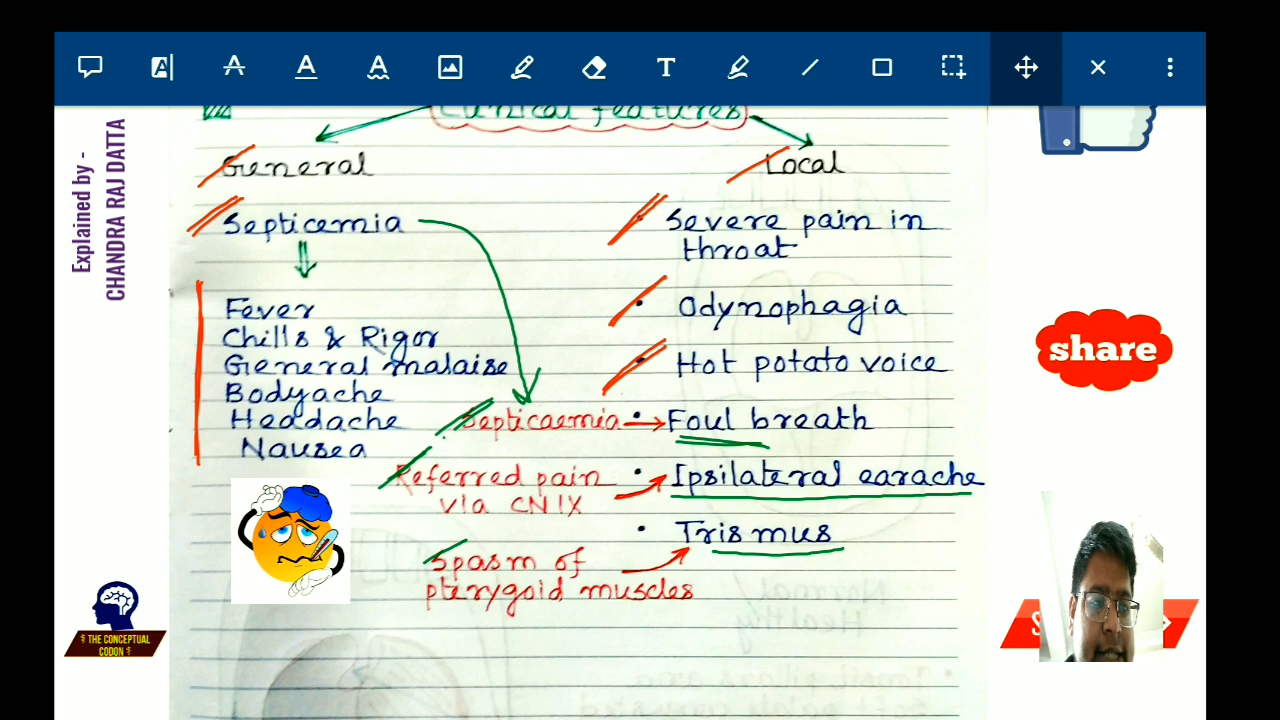 Clinical features
General
Local
Septicemia
Fever
Chills & Rigor
General malaise
Bodyache
Headache
Nausea
• Severe pain in
throat
• Odynophagia
• Hot potato voice
Septicaemia → • Foul breath
Referred pain
via CN IX
• Ipsilateral earache
• Trismus
Spasm of
pterygoid muscles
Explained by -
CHANDRA RAJ DATTA
share
THE CONCEPTUAL
CODON
A
A
A
A
T
Normal/
Healthy